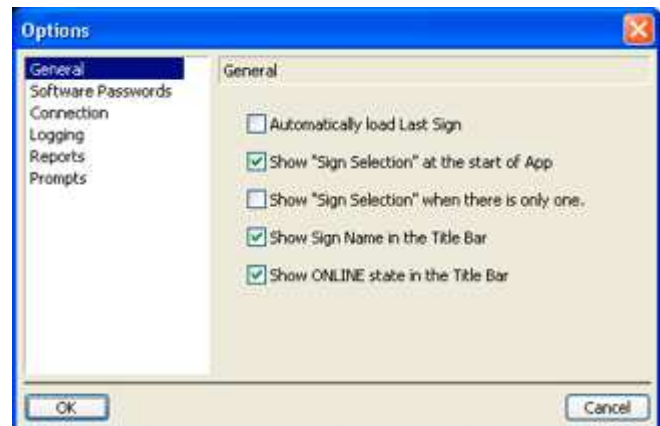 Options
General
Software Passwords
Connection
Logging
Reports
Prompts
General
Automatically load Last Sign
Show "Sign Selection" at the start of App
Show "Sign Selection" when there is only one.
Show Sign Name in the Title Bar
Show ONLINE state in the Title Bar
OK
Cancel